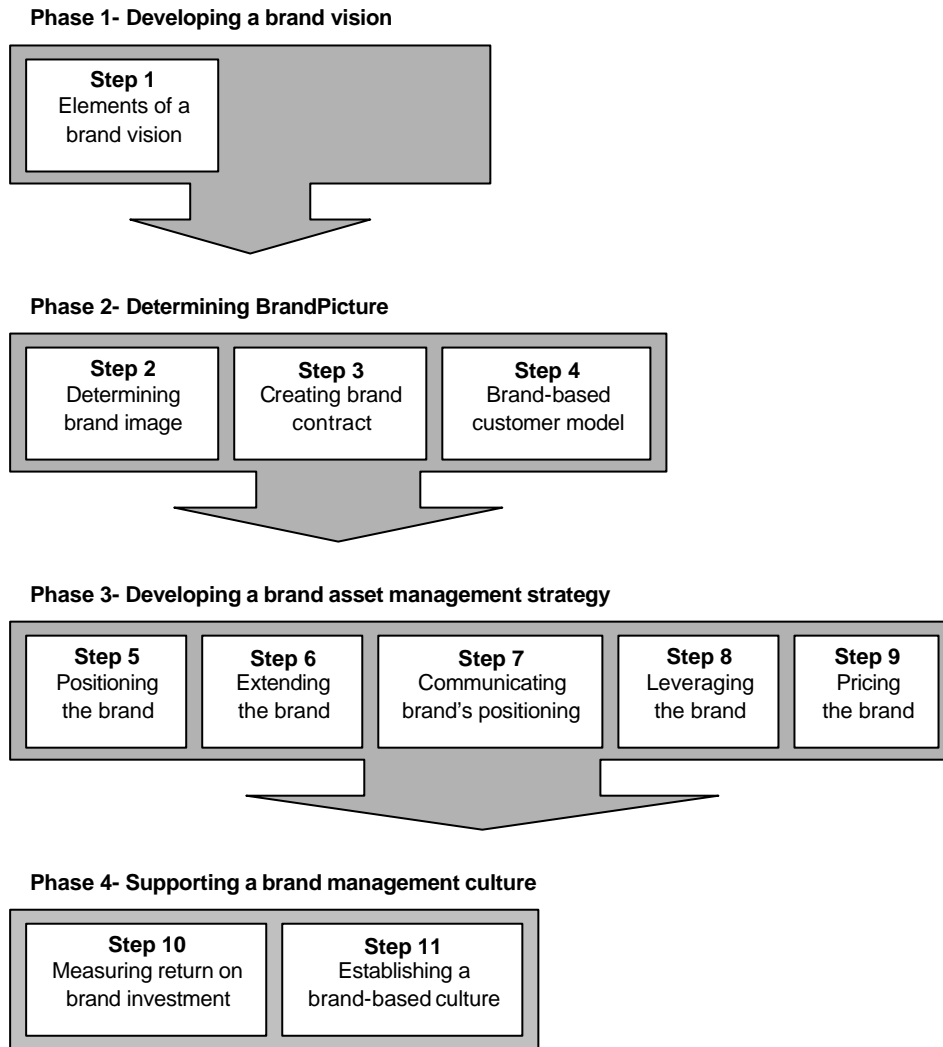 Phase 1- Developing a brand vision
Step 1
Elements of a
brand vision
Phase 2- Determining BrandPicture
Step 2
Determining
brand image
Step 3
Creating brand
contract
Step 4
Brand-based
customer model
Phase 3- Developing a brand asset management strategy
Step 5
Positioning
the brand
Step 6
Extending
the brand
Step 7
Communicating
brand’s positioning
Step 8
Leveraging
the brand
Step 9
Pricing
the brand
Phase 4- Supporting a brand management culture
Step 10
Measuring return on
brand investment
Step 11
Establishing a
brand-based culture